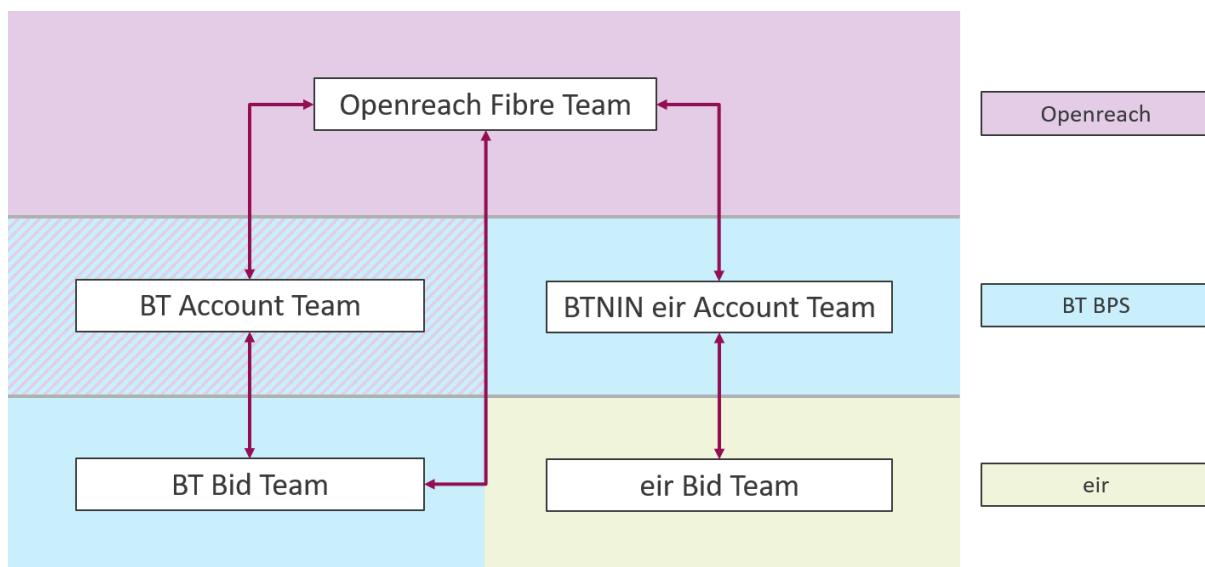 Openreach Fibre Team
Openreach
BT Account Team
BTNIN eir Account Team
BT BPS
BT Bid Team
eir Bid Team
eir